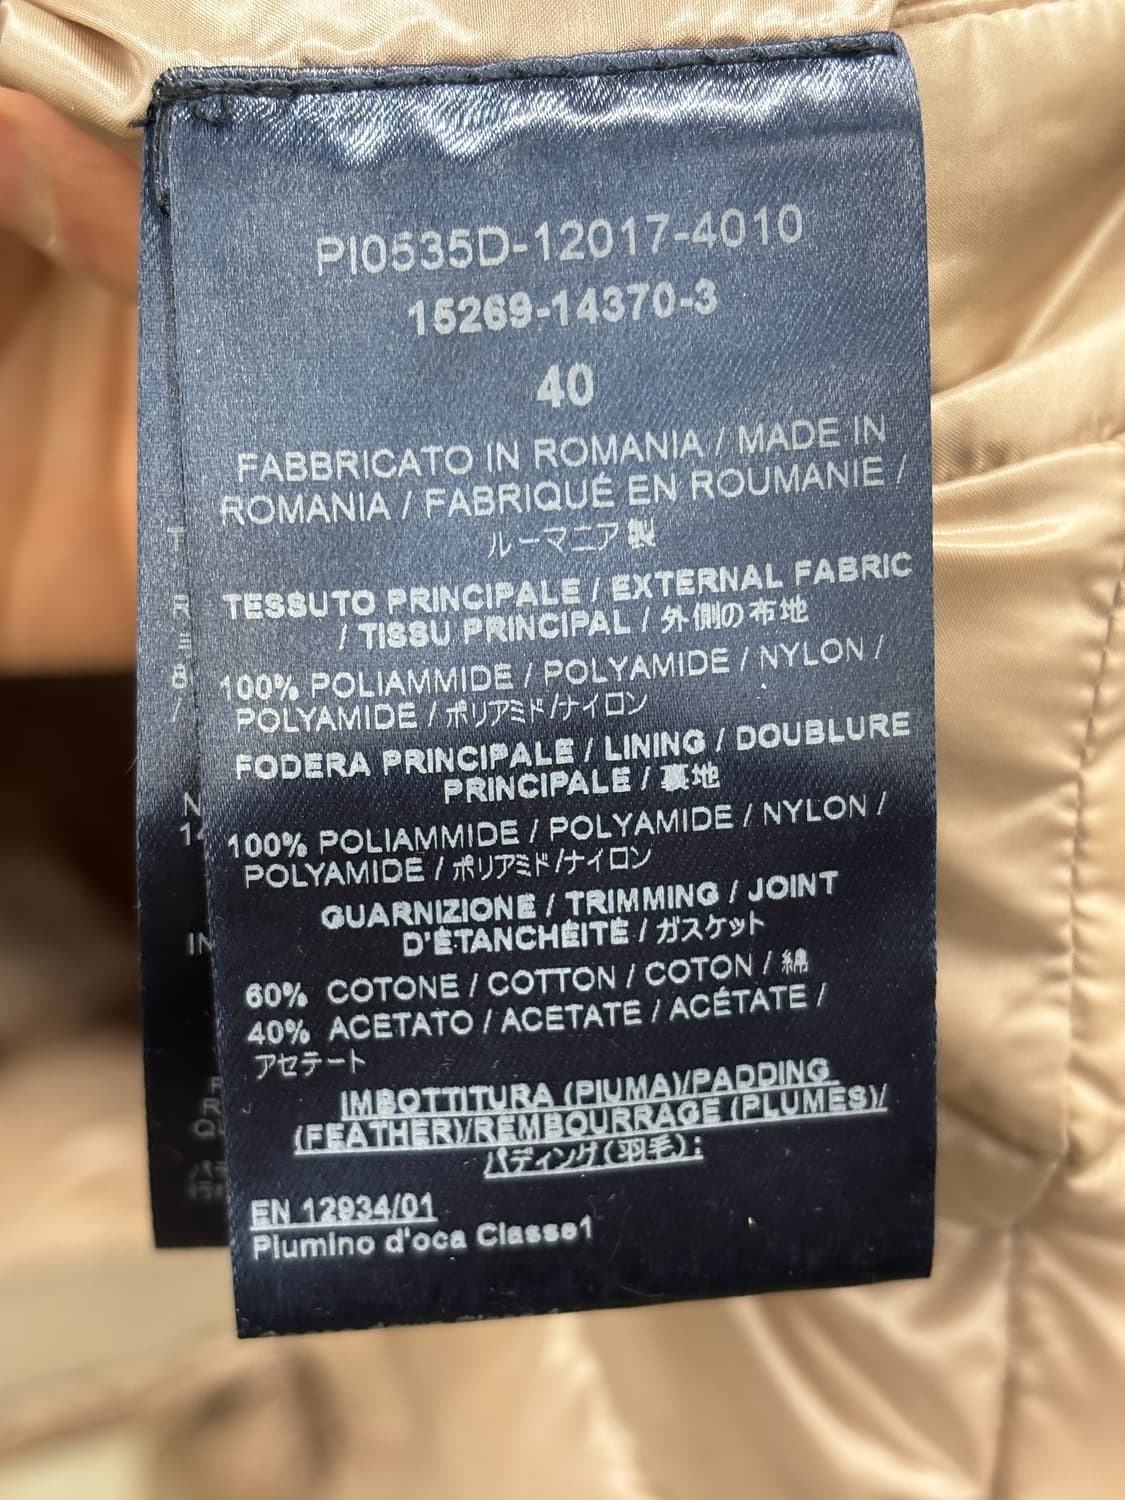 PI0535D-12017-4010
15269-14370-3
40
FABBRICATO IN ROMANIA / MADE IN
ROMANIA / FABRIQUÉ EN ROUMANIE /
ルーマニア製
TESSUTO PRINCIPALE / EXTERNAL FABRIC
/ TISSU PRINCIPAL / 外側の布地
100% POLIAMMIDE / POLYAMIDE / NYLON /
POLYAMIDE / ポリアミド/ナイロン
FODERA PRINCIPALE / LINING / DOUBLURE
PRINCIPALE / 裏地
100% POLIAMMIDE / POLYAMIDE / NYLON /
POLYAMIDE / ポリアミド/ナイロン
GUARNIZIONE / TRIMMING / JOINT
D'ÉTANCHÉITÉ / ガスケット
60% COTONE / COTTON / COTON / 綿
40% ACETATO / ACETATE / ACÉTATE /
アセテート
IMBOTTITURA (PIUMA)/PADDING
(FEATHER)/REMBOURRAGE (PLUMES)/
パディング(羽毛):
EN 12934/01
Piumino d'oca Classe1